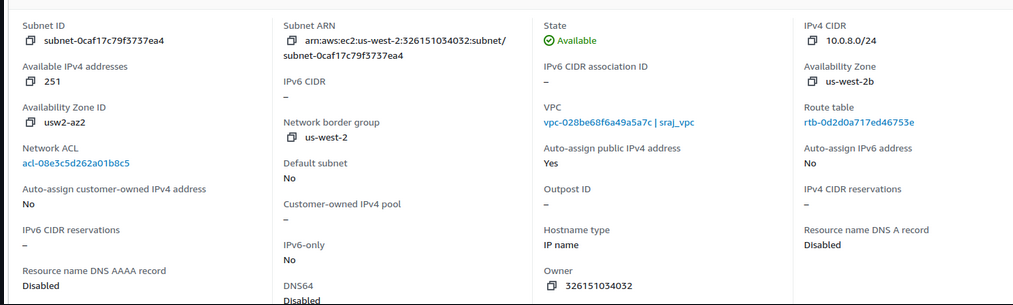 Subnet ID
subnet-0caf17c79f3737ea4
Available IPv4 addresses
251
Availability Zone ID
usw2-az2
Network ACL
acl-08e3c5d262a01b8c5
Auto-assign customer-owned IPv4 address
No
IPv6 CIDR reservations
–
Resource name DNS AAAA record
Disabled
Subnet ARN
arn:aws:ec2:us-west-2:326151034032:subnet/
subnet-0caf17c79f3737ea4
IPv6 CIDR
–
Network border group
us-west-2
Default subnet
No
Customer-owned IPv4 pool
–
IPv6-only
No
DNS64
Disabled
State
Available
IPv6 CIDR association ID
–
VPC
vpc-028be68f6a49a5a7c | sraj_vpc
Auto-assign public IPv4 address
Yes
Outpost ID
–
Hostname type
IP name
Owner
326151034032
IPv4 CIDR
10.0.8.0/24
Availability Zone
us-west-2b
Route table
rtb-0d2d0a717ed46753e
Auto-assign IPv6 address
No
IPv4 CIDR reservations
–
Resource name DNS A record
Disabled